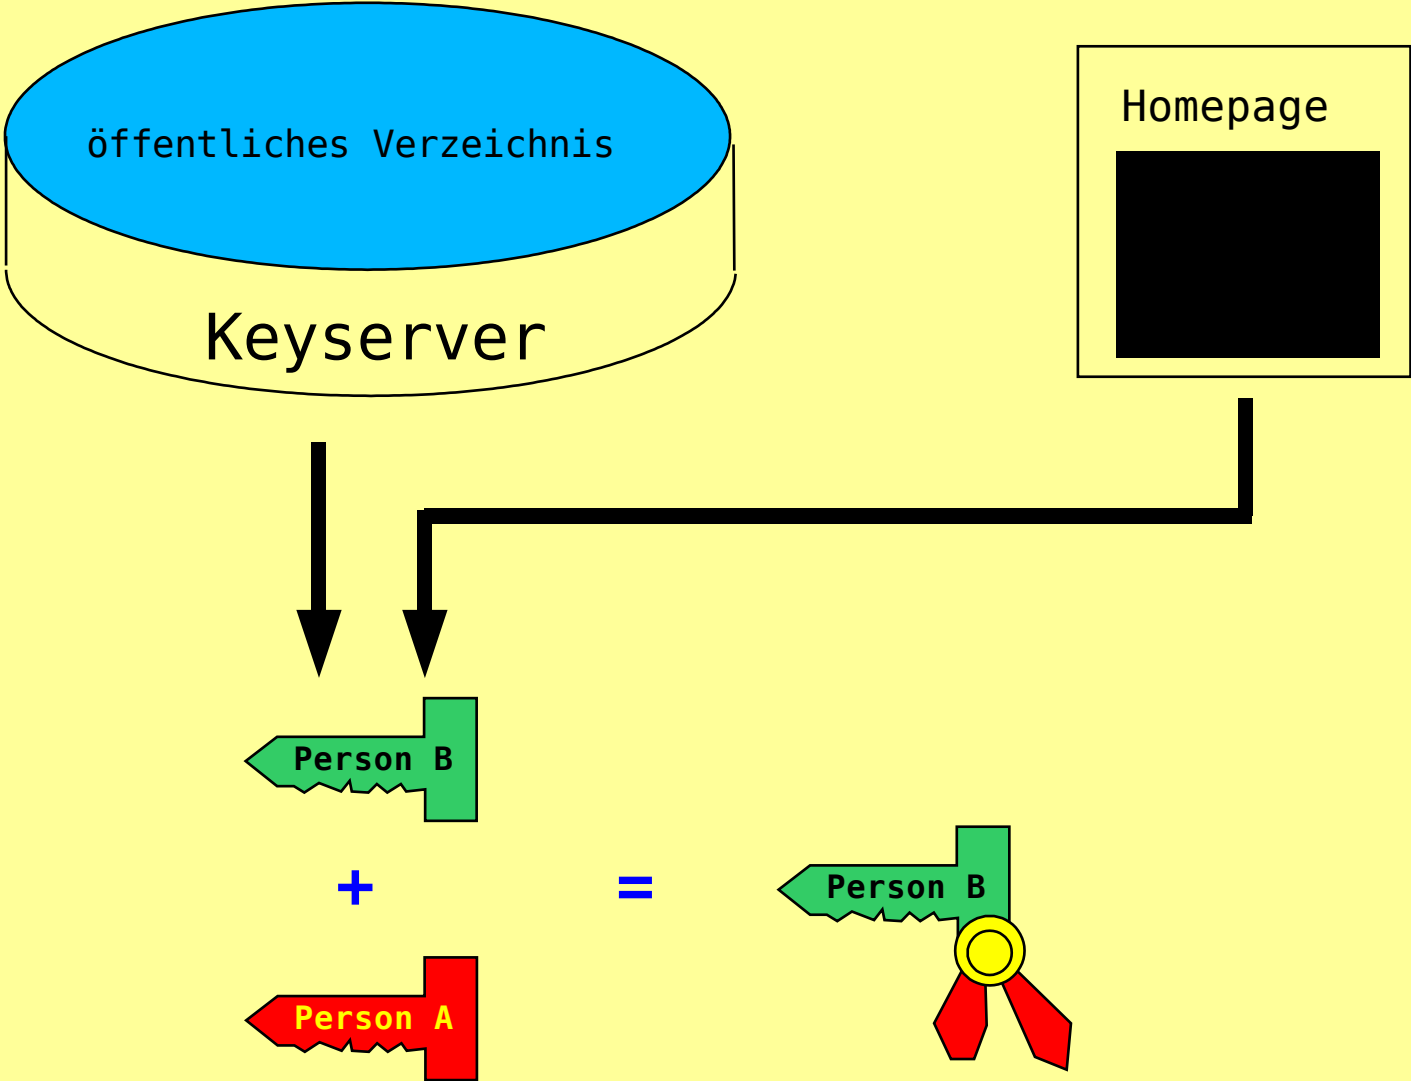 öffentliches Verzeichnis
Homepage
Keyserver
Person B
+
=
Person B
Person A